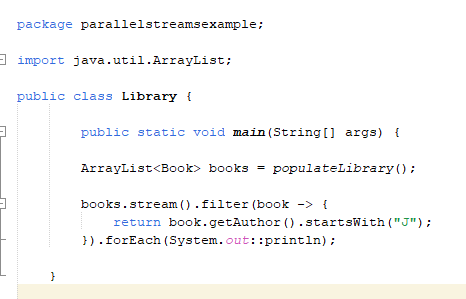 package parallelstreamsexample;
import java.util.ArrayList;
public class Library {
public static void main(String[] args) {
ArrayList<Book> books = populateLibrary();
books.stream().filter(book -> {
return book.getAuthor().startsWith("J");
}).forEach(System.out::println);
}